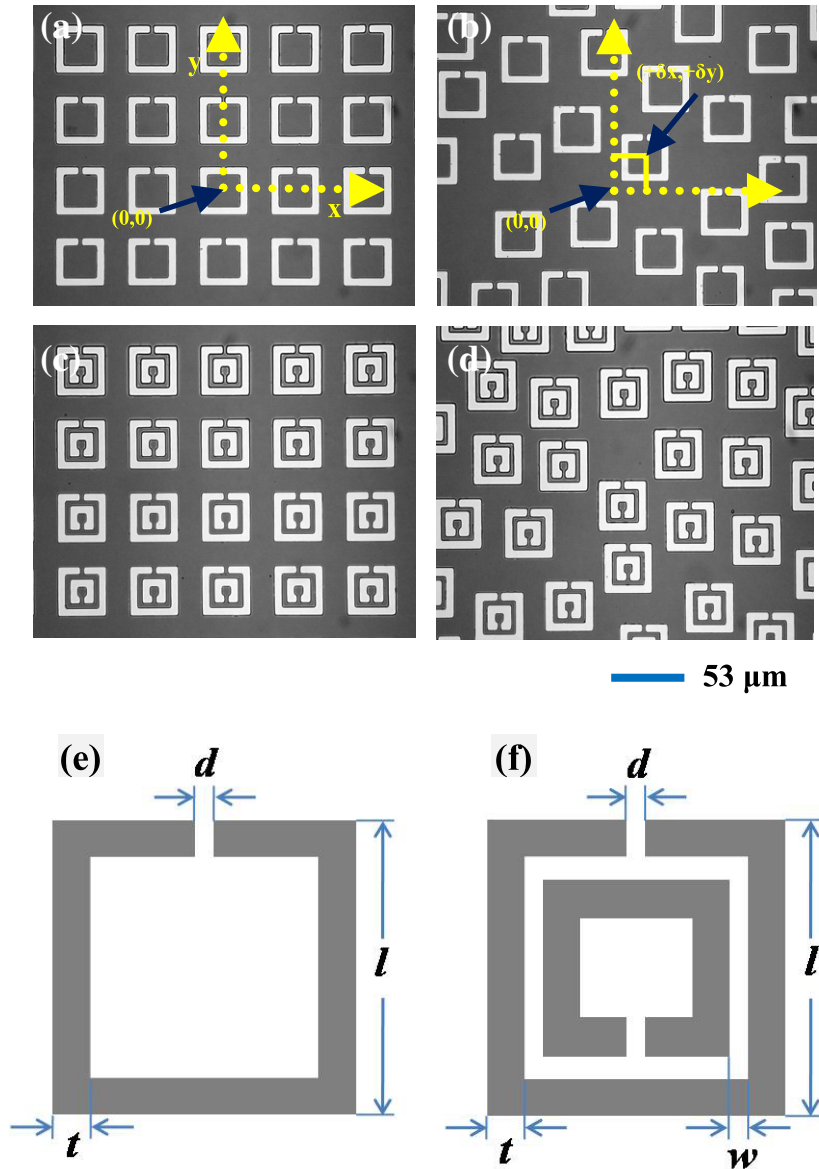 (a)
y
x
(0,0)
(b)
(+δx,+δy)
(0,0)
(c)
(d)
53 μm
(e)
d
l
t
(f)
d
l
t
w